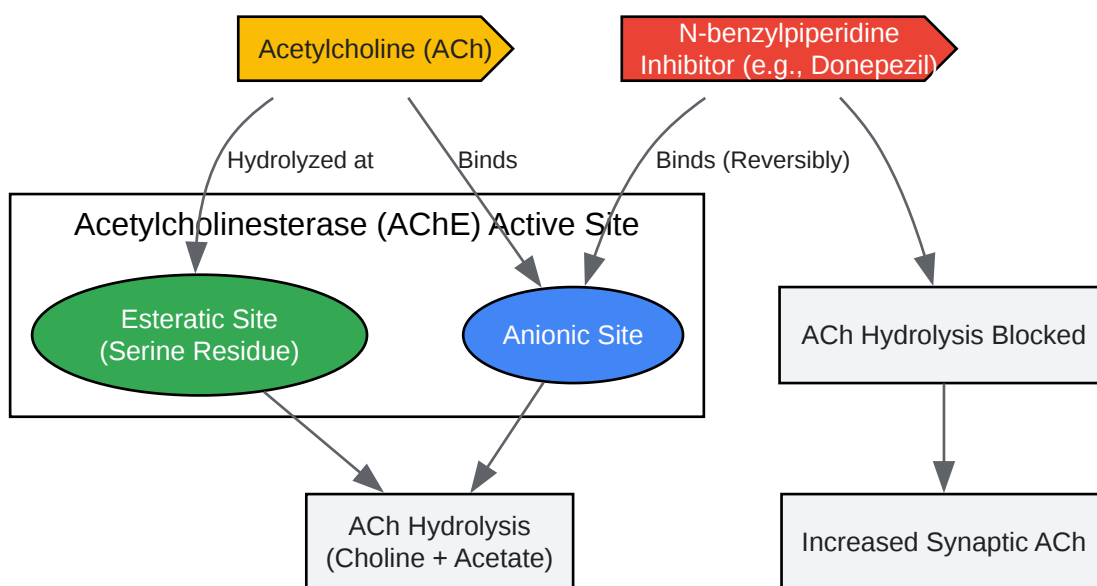 Acetylcholine (ACh)
N-benzylpiperidine
Inhibitor (e.g., Donepezil)
Hydrolyzed at
Binds
Binds (Reversibly)
Acetylcholinesterase (AChE) Active Site
Esteratic Site
(Serine Residue)
Anionic Site
ACh Hydrolysis Blocked
ACh Hydrolysis
(Choline + Acetate)
Increased Synaptic ACh